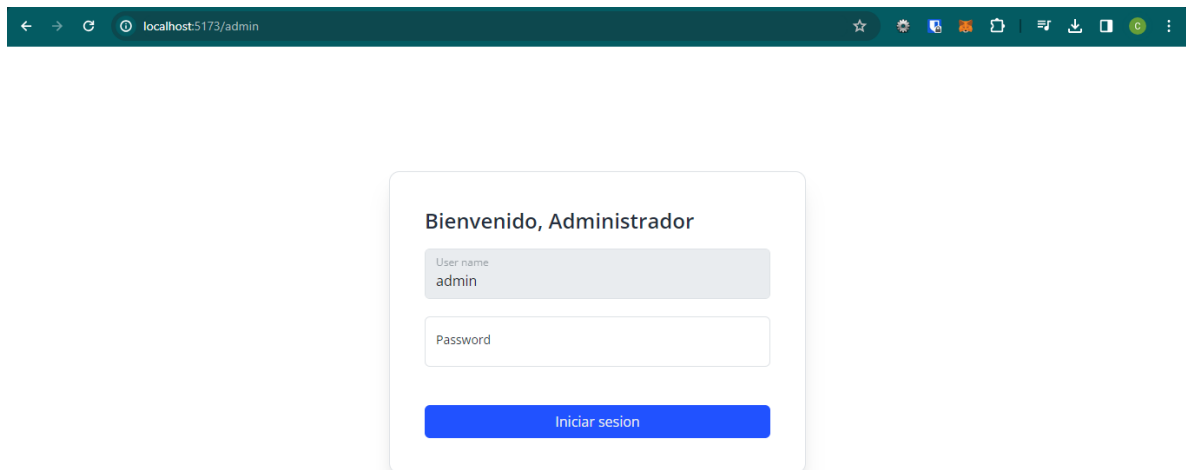 localhost:5173/admin
C
Bienvenido, Administrador
User name
admin
Password
Iniciar sesion